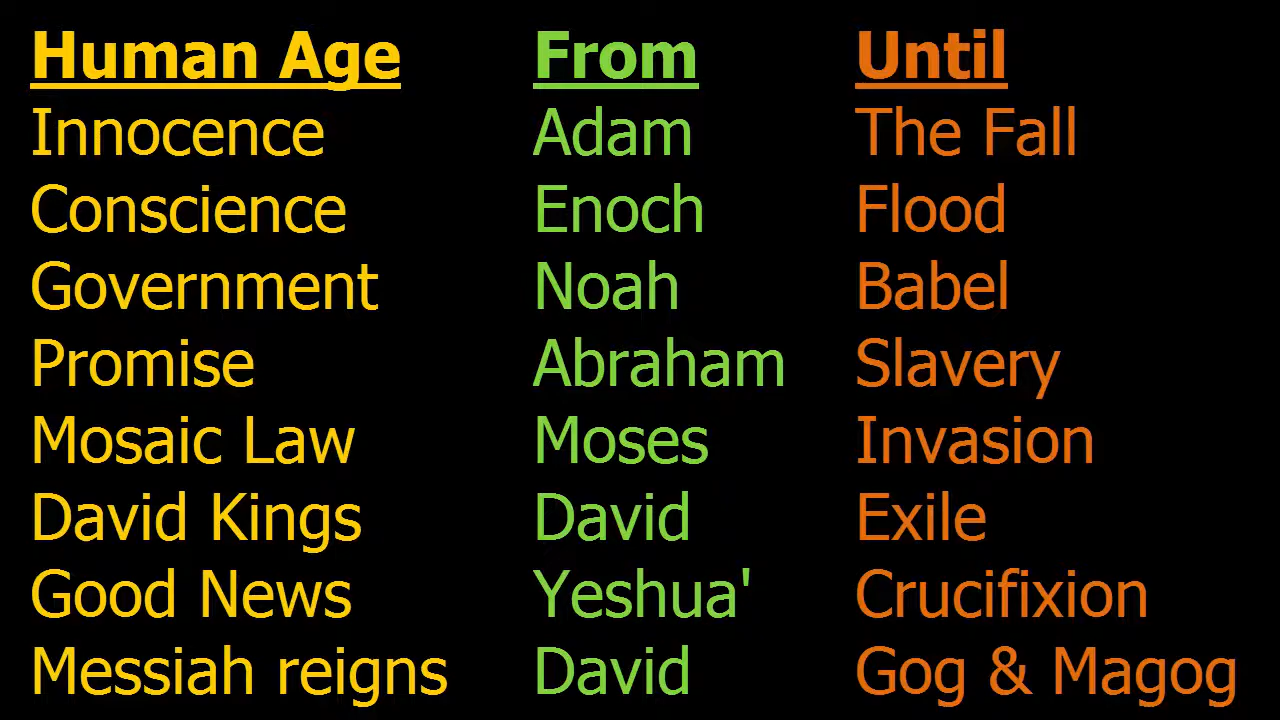 Human Age From Until
Innocence Adam The Fall
Conscience Enoch Flood
Government Noah Babel
Promise Abraham Slavery
Mosaic Law Moses Invasion
David Kings David Exile
Good News Yeshua' Crucifixion
Messiah reigns David Gog & Magog